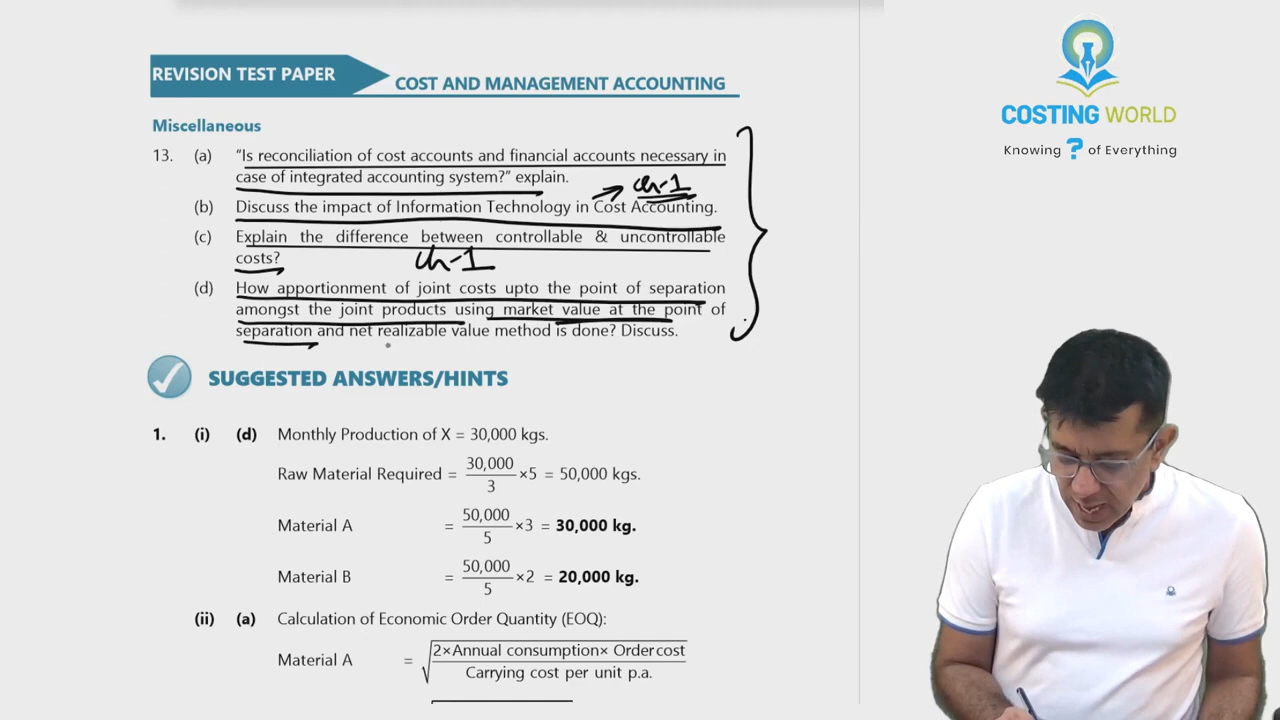 REVISION TEST PAPER
COST AND MANAGEMENT ACCOUNTING
Miscellaneous
13. (a) "Is reconciliation of cost accounts and financial accounts necessary in
case of integrated accounting system?" explain.
ch-1
(b) Discuss the impact of Information Technology in Cost Accounting.
(c) Explain the difference between controllable & uncontrollable
costs?
ch-1
(d) How apportionment of joint costs upto the point of separation
amongst the joint products using market value at the point of
separation and net realizable value method is done? Discuss.
SUGGESTED ANSWERS/HINTS
1. (i) (d) Monthly Production of X = 30,000 kgs.
Raw Material Required = 30,000/3 ×5 = 50,000 kgs.
Material A = 50,000/5 ×3 = 30,000 kg.
Material B = 50,000/5 ×2 = 20,000 kg.
(ii) (a) Calculation of Economic Order Quantity (EOQ):
Material A = √(2×Annual consumption× Order cost / Carrying cost per unit p.a.)
COSTING WORLD
Knowing ? of Everything